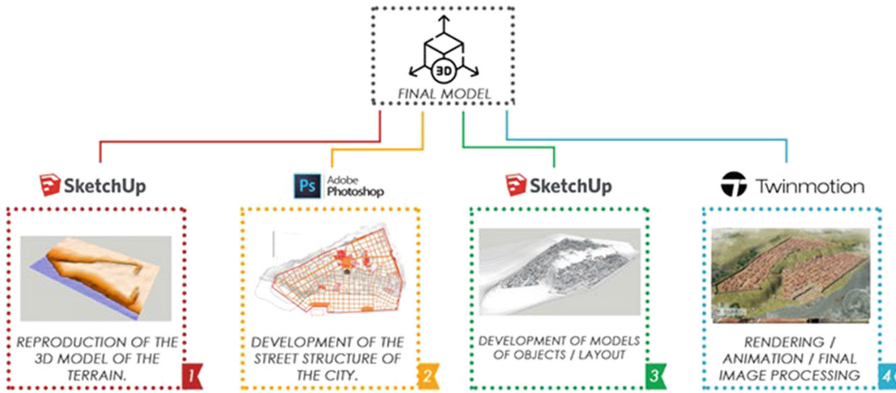 3D
FINAL MODEL
SketchUp
Ps Adobe
Photoshop
SketchUp
Twinmotion
REPRODUCTION OF THE
3D MODEL OF THE
TERRAIN.
1
DEVELOPMENT OF THE
STREET STRUCTURE OF
THE CITY.
2
DEVELOPMENT OF MODELS
OF OBJECTS / LAYOUT
3
RENDERING /
ANIMATION / FINAL
IMAGE PROCESSING
4